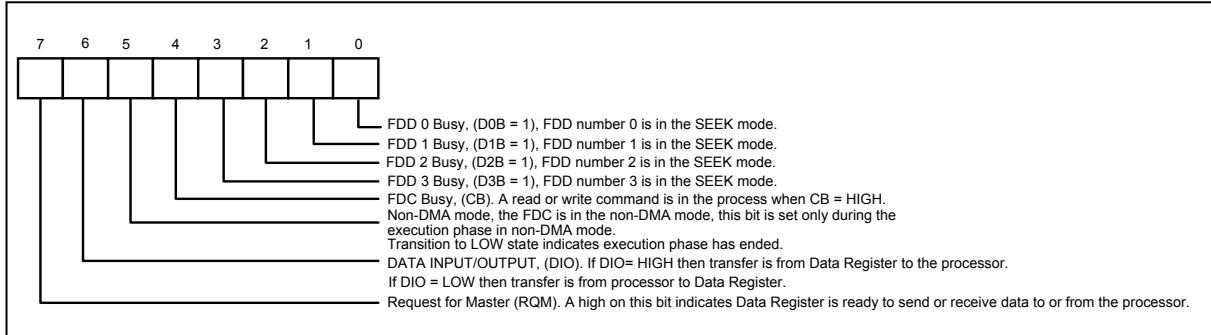 7 6 5 4 3 2 1 0
FDD 0 Busy, (D0B = 1), FDD number 0 is in the SEEK mode.
FDD 1 Busy, (D1B = 1), FDD number 1 is in the SEEK mode.
FDD 2 Busy, (D2B = 1), FDD number 2 is in the SEEK mode.
FDD 3 Busy, (D3B = 1), FDD number 3 is in the SEEK mode.
FDC Busy, (CB). A read or write command is in the process when CB = HIGH.
Non-DMA mode, the FDC is in the non-DMA mode, this bit is set only during the
execution phase in non-DMA mode.
Transition to LOW state indicates execution phase has ended.
DATA INPUT/OUTPUT, (DIO). If DIO= HIGH then transfer is from Data Register to the processor.
If DIO = LOW then transfer is from processor to Data Register.
Request for Master (RQM). A high on this bit indicates Data Register is ready to send or receive data to or from the processor.